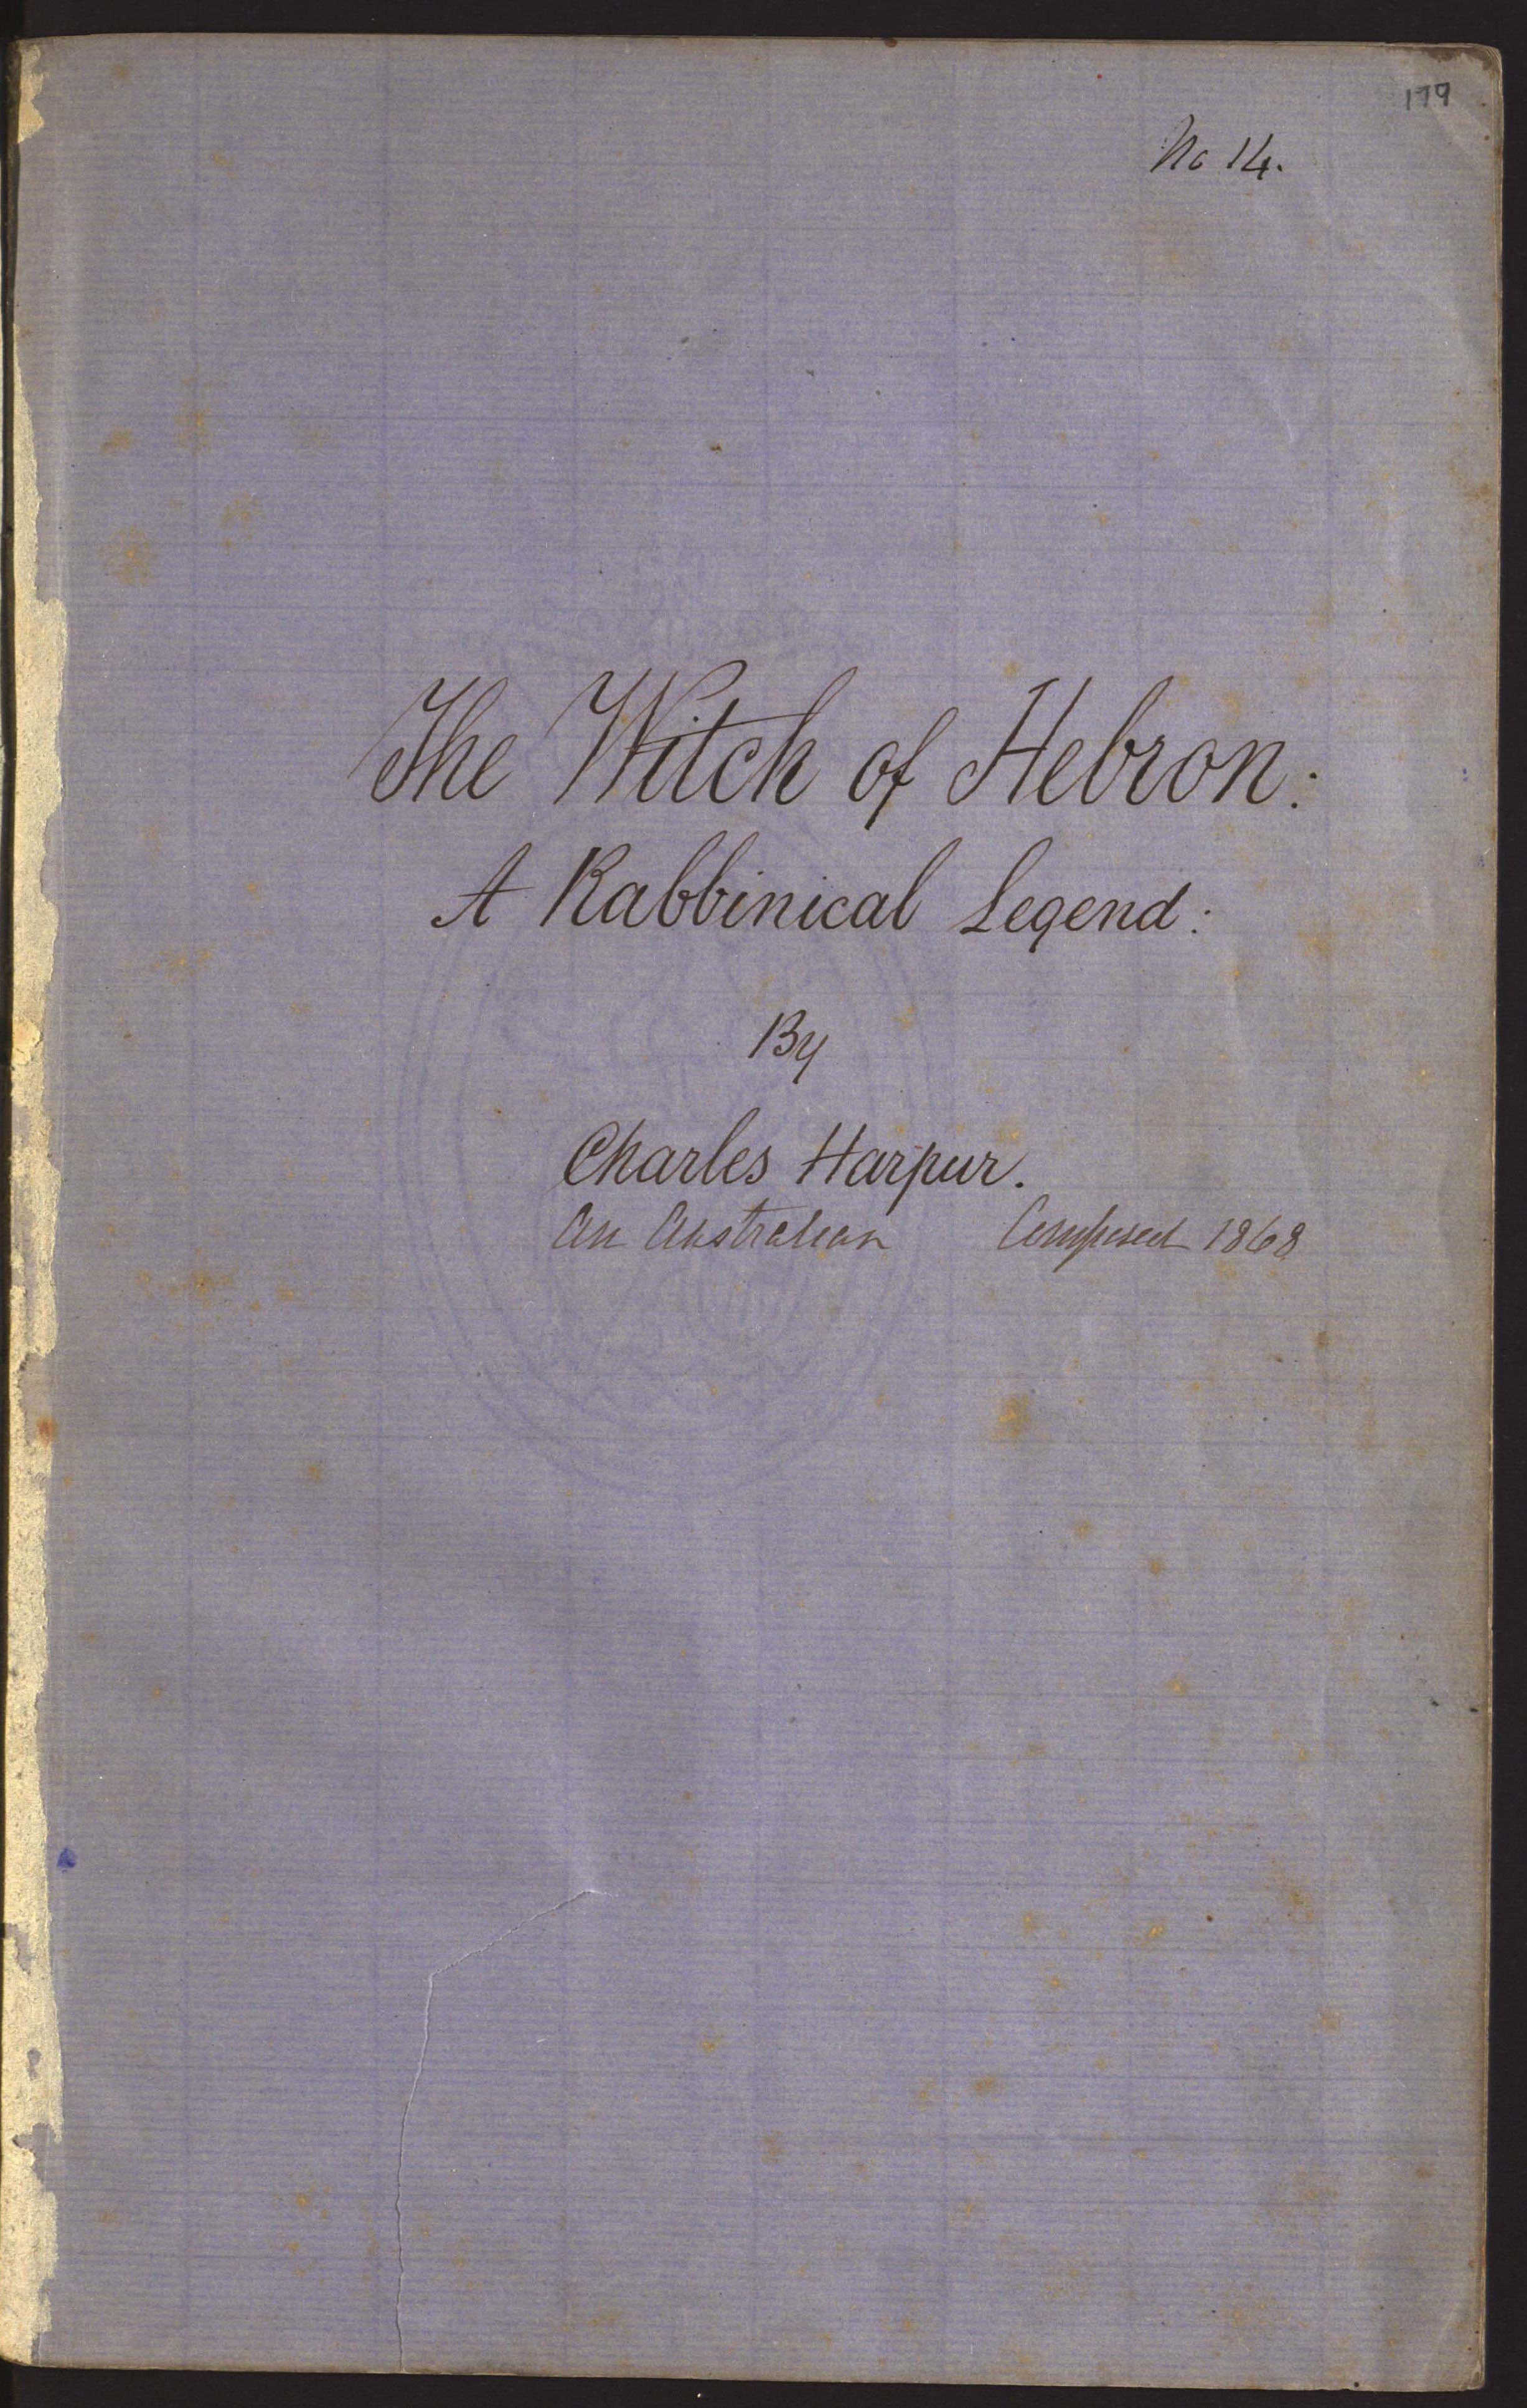 179
No 14.
The Witch of Hebron:
A Rabbinical Legend:
By
Charles Harpur.
An Australian Composed 1868